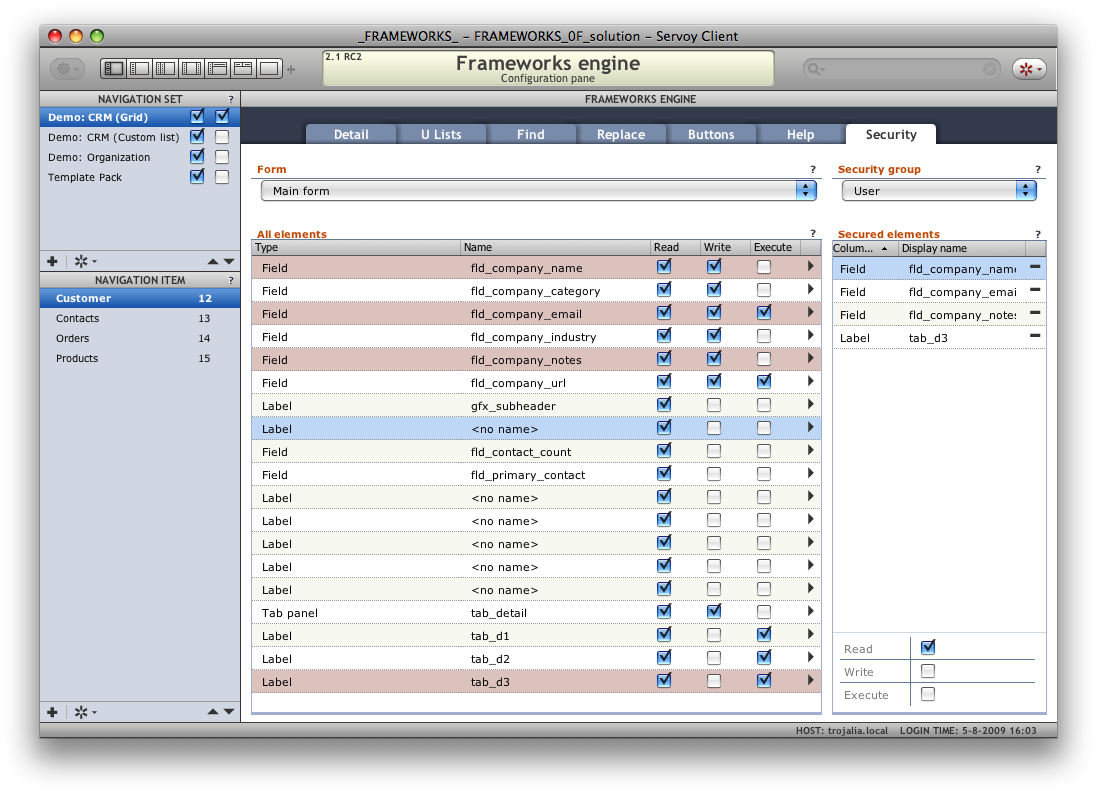 _FRAMEWORKS_ – FRAMEWORKS_0F_solution – Servoy Client
2.1 RC2
Frameworks engine
Configuration pane
NAVIGATION SET ?
Demo: CRM (Grid)
Demo: CRM (Custom list)
Demo: Organization
Template Pack
NAVIGATION ITEM ?
Customer 12
Contacts 13
Orders 14
Products 15
FRAMEWORKS ENGINE
Detail U Lists Find Replace Buttons Help Security
Form ?
Main form
All elements ?
Type Name Read Write Execute
Field fld_company_name
Field fld_company_category
Field fld_company_email
Field fld_company_industry
Field fld_company_notes
Field fld_company_url
Label gfx_subheader
Label <no name>
Field fld_contact_count
Field fld_primary_contact
Label <no name>
Label <no name>
Label <no name>
Label <no name>
Label <no name>
Tab panel tab_detail
Label tab_d1
Label tab_d2
Label tab_d3
Security group ?
User
Secured elements ?
Colum... Display name
Field fld_company_name
Field fld_company_emai
Field fld_company_notes
Label tab_d3
Read
Write
Execute
HOST: trojalia.local LOGIN TIME: 5-8-2009 16:03